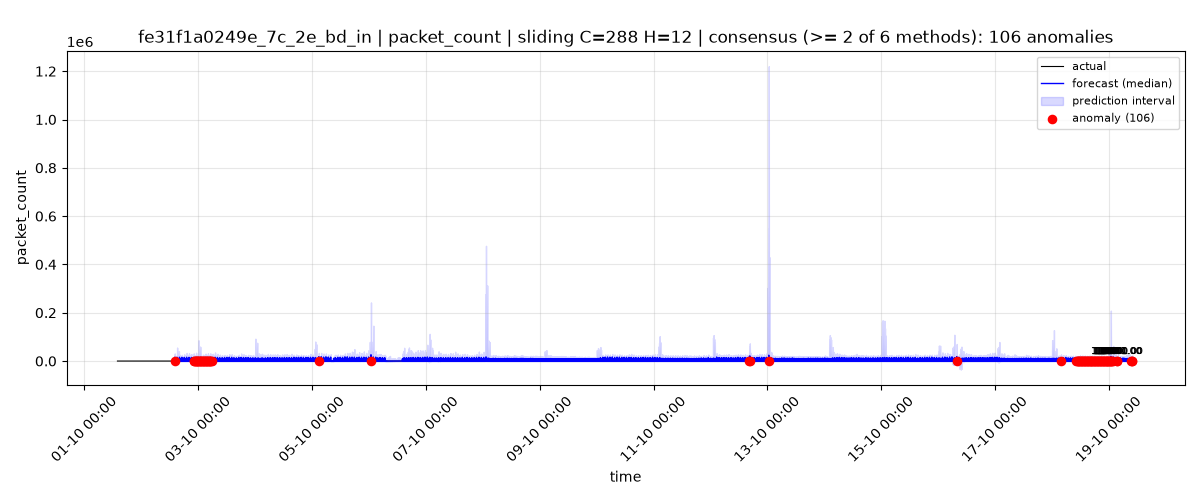 fe31f1a0249e_7c_2e_bd_in | packet_count | sliding C=288 H=12 | consensus (>= 2 of 6 methods): 106 anomalies
1e6
actual
forecast (median)
prediction interval
anomaly (106)
1.2
1.0
0.8
0.6
0.4
0.2
0.0
packet_count
01-10 00:00
03-10 00:00
05-10 00:00
07-10 00:00
09-10 00:00
11-10 00:00
13-10 00:00
15-10 00:00
17-10 00:00
19-10 00:00
time